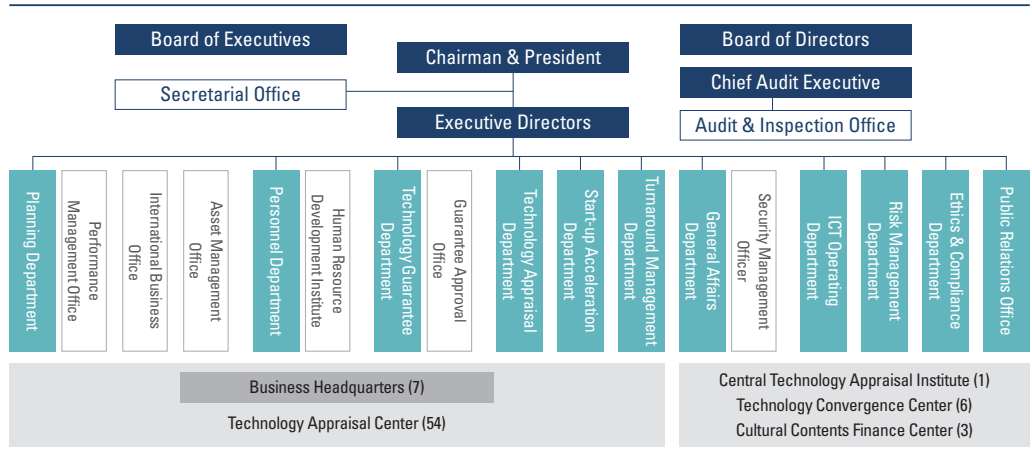 Board of Executives
Board of Directors
Chairman & President
Secretarial Office
Chief Audit Executive
Executive Directors
Audit & Inspection Office
Planning Department
Performance
Management Office
International Business
Office
Asset Management
Office
Personnel Department
Human Resource
Development Institute
Technology Guarantee
Department
Guarantee Approval
Office
Technology Appraisal
Department
Start-up Acceleration
Department
Turnaround Management
Department
General Affairs
Department
Security Management
Officer
ICT Operating
Department
Risk Management
Department
Ethics & Compliance
Department
Public Relations Office
Business Headquarters (7)
Technology Appraisal Center (54)
Central Technology Appraisal Institute (1)
Technology Convergence Center (6)
Cultural Contents Finance Center (3)